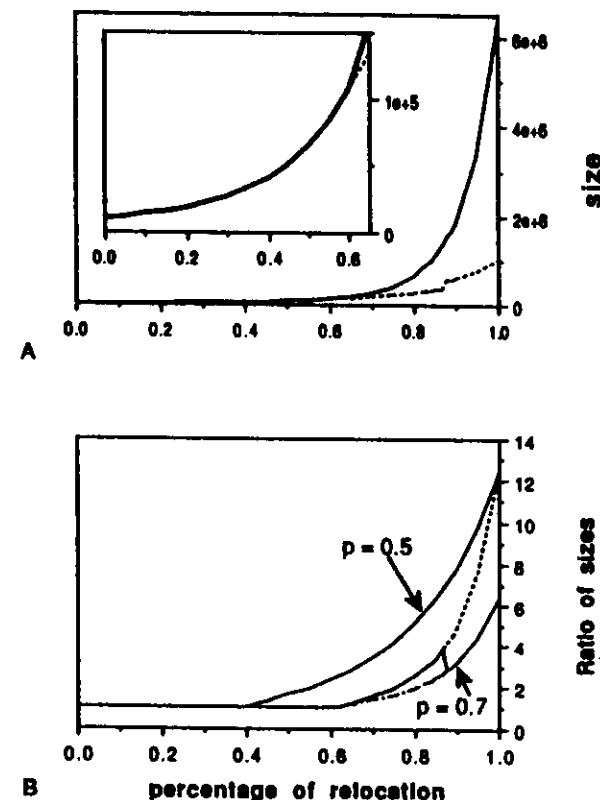 6e+6
4e+6
2e+6
0
size
1e+5
0
0.0 0.2 0.4 0.6
0.0 0.2 0.4 0.6 0.8 1.0
A
14
12
10
8
6
4
2
0
Ratio of sizes
p = 0.5
p = 0.7
0.0 0.2 0.4 0.6 0.8 1.0
B percentage of relocation